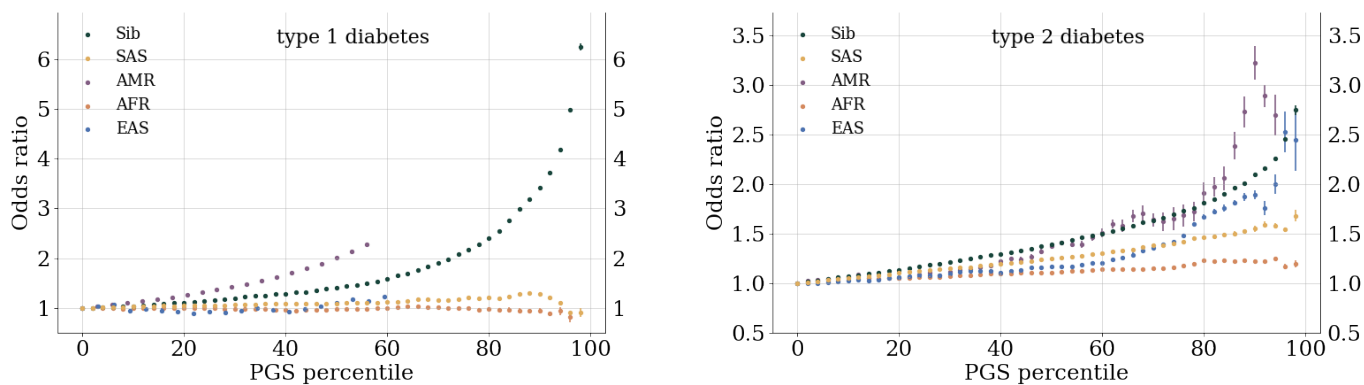 type 1 diabetes
Sib
SAS
AMR
AFR
EAS
6
5
4
3
2
1
6
5
4
3
2
1
0
20
40
60
80
100
Odds ratio
PGS percentile
type 2 diabetes
Sib
SAS
AMR
AFR
EAS
3.5
3.0
2.5
2.0
1.5
1.0
0.5
3.5
3.0
2.5
2.0
1.5
1.0
0.5
0
20
40
60
80
100
Odds ratio
PGS percentile